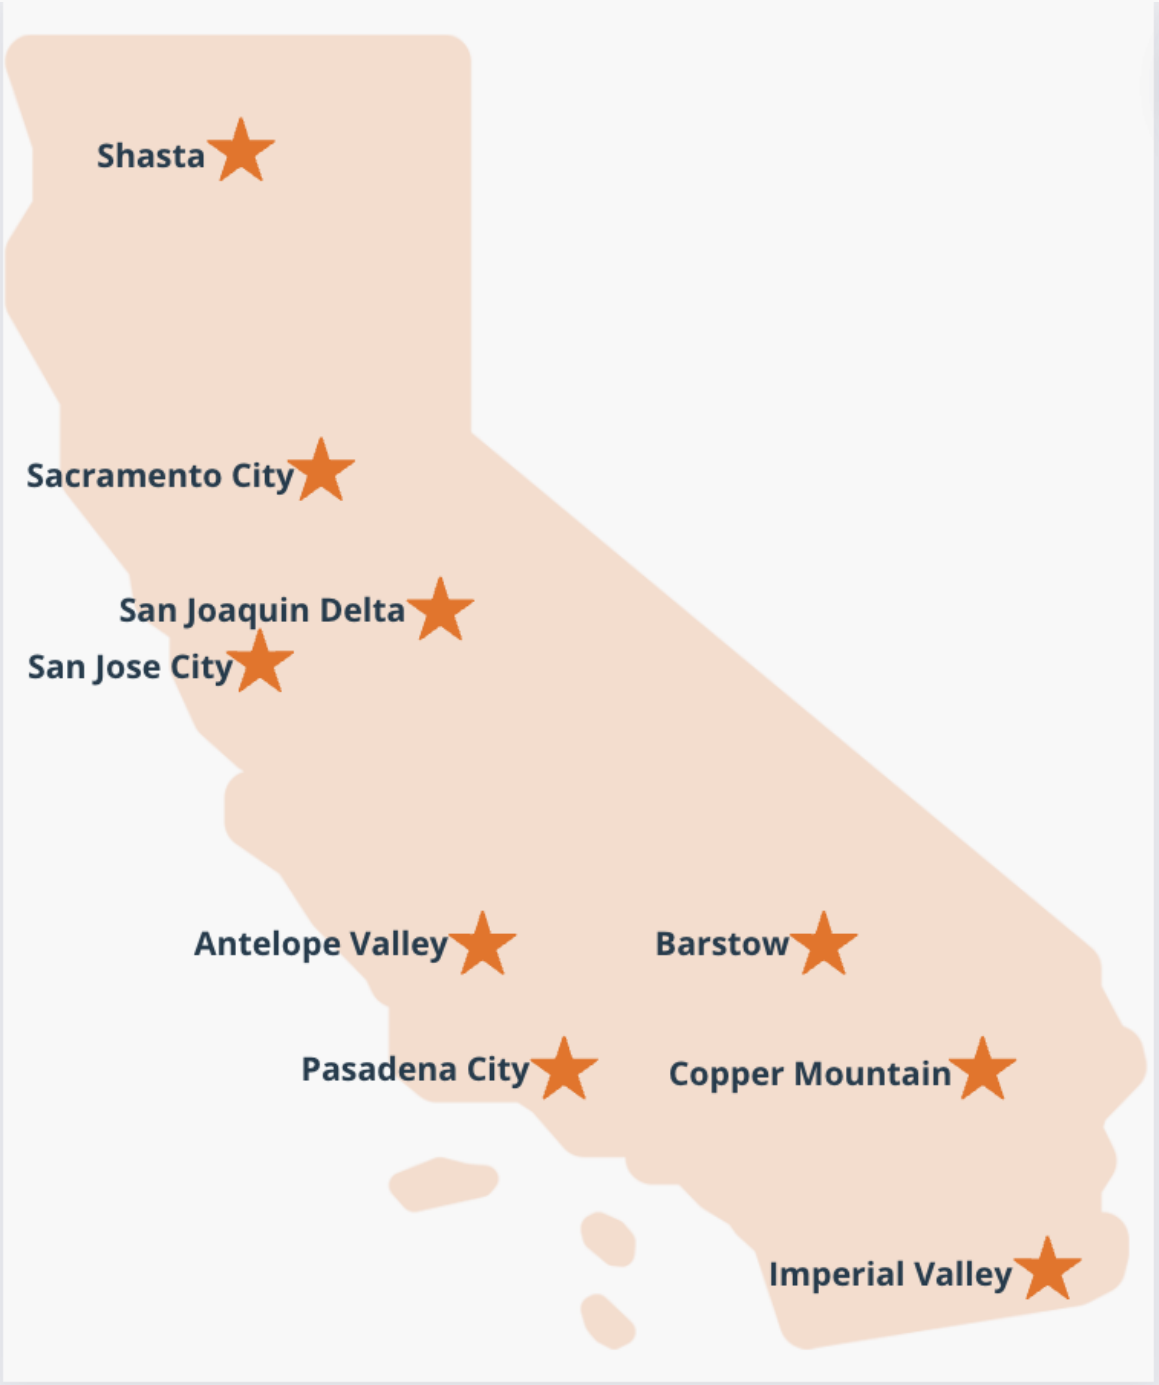 Shasta
Sacramento City
San Joaquin Delta
San Jose City
Antelope Valley
Barstow
Pasadena City
Copper Mountain
Imperial Valley